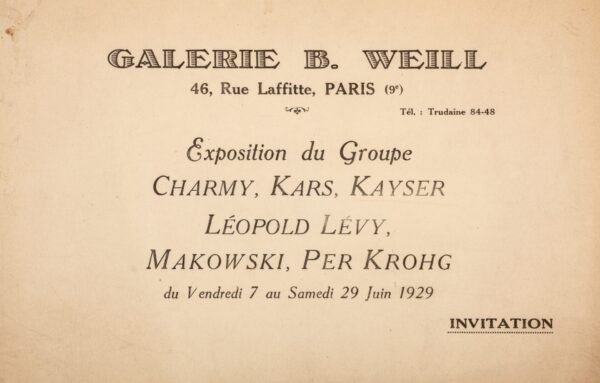 GALERIE B. WEILL
46, Rue Laffitte, PARIS (9e)
Tél. : Trudaine 84-48
Exposition du Groupe
CHARMY, KARS, KAYSER
LÉOPOLD LÉVY,
MAKOWSKI, PER KROHG
du Vendredi 7 au Samedi 29 Juin 1929
INVITATION